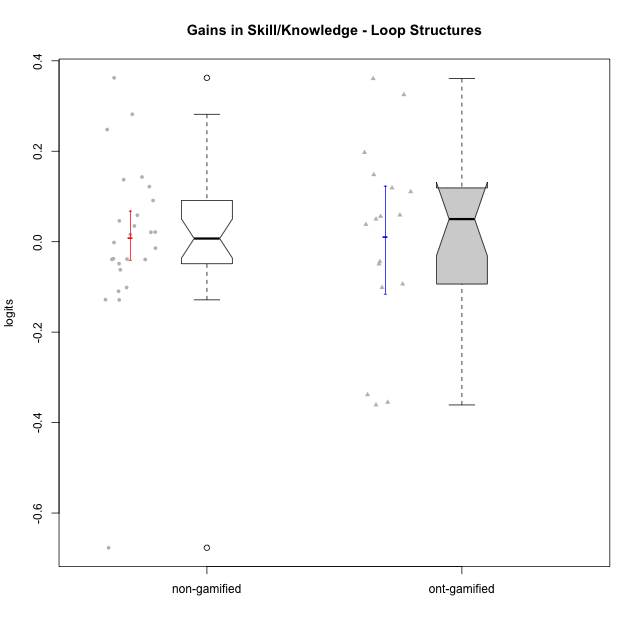 Gains in Skill/Knowledge - Loop Structures
0.4
0.2
0.0
-0.2
-0.4
-0.6
logits
non-gamified
ont-gamified